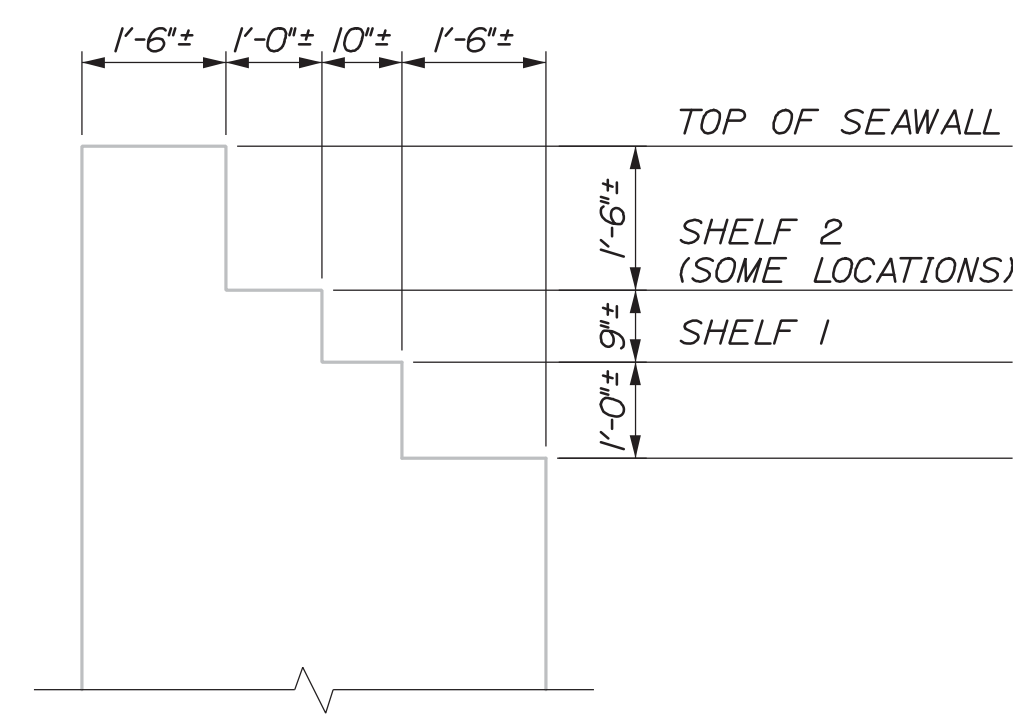 1'-6"± 1'-0"± 10"± 1'-6"±
TOP OF SEAWALL
1'-6"±
SHELF 2
(SOME LOCATIONS)
9"±
SHELF 1
1'-0"±